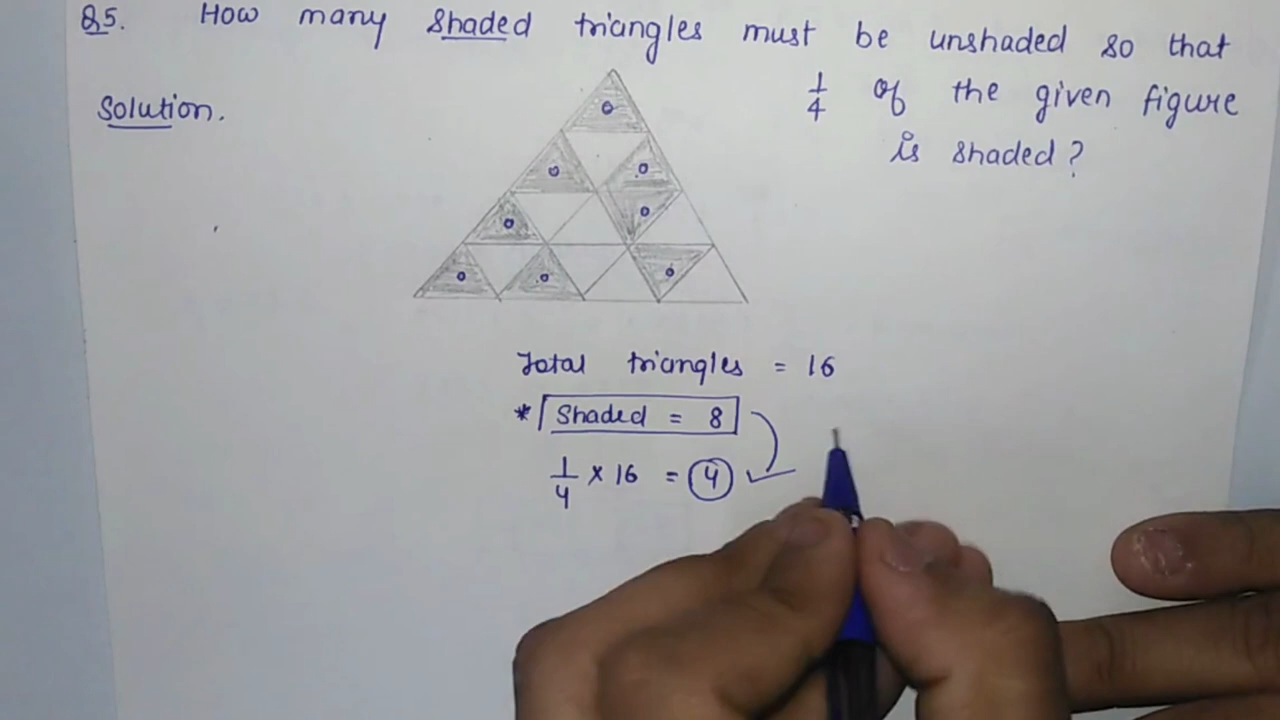 Q5. How many shaded triangles must be unshaded so that
1/4 of the given figure
is shaded?
Solution.
Total triangles = 16
* Shaded = 8
1/4 × 16 = 4